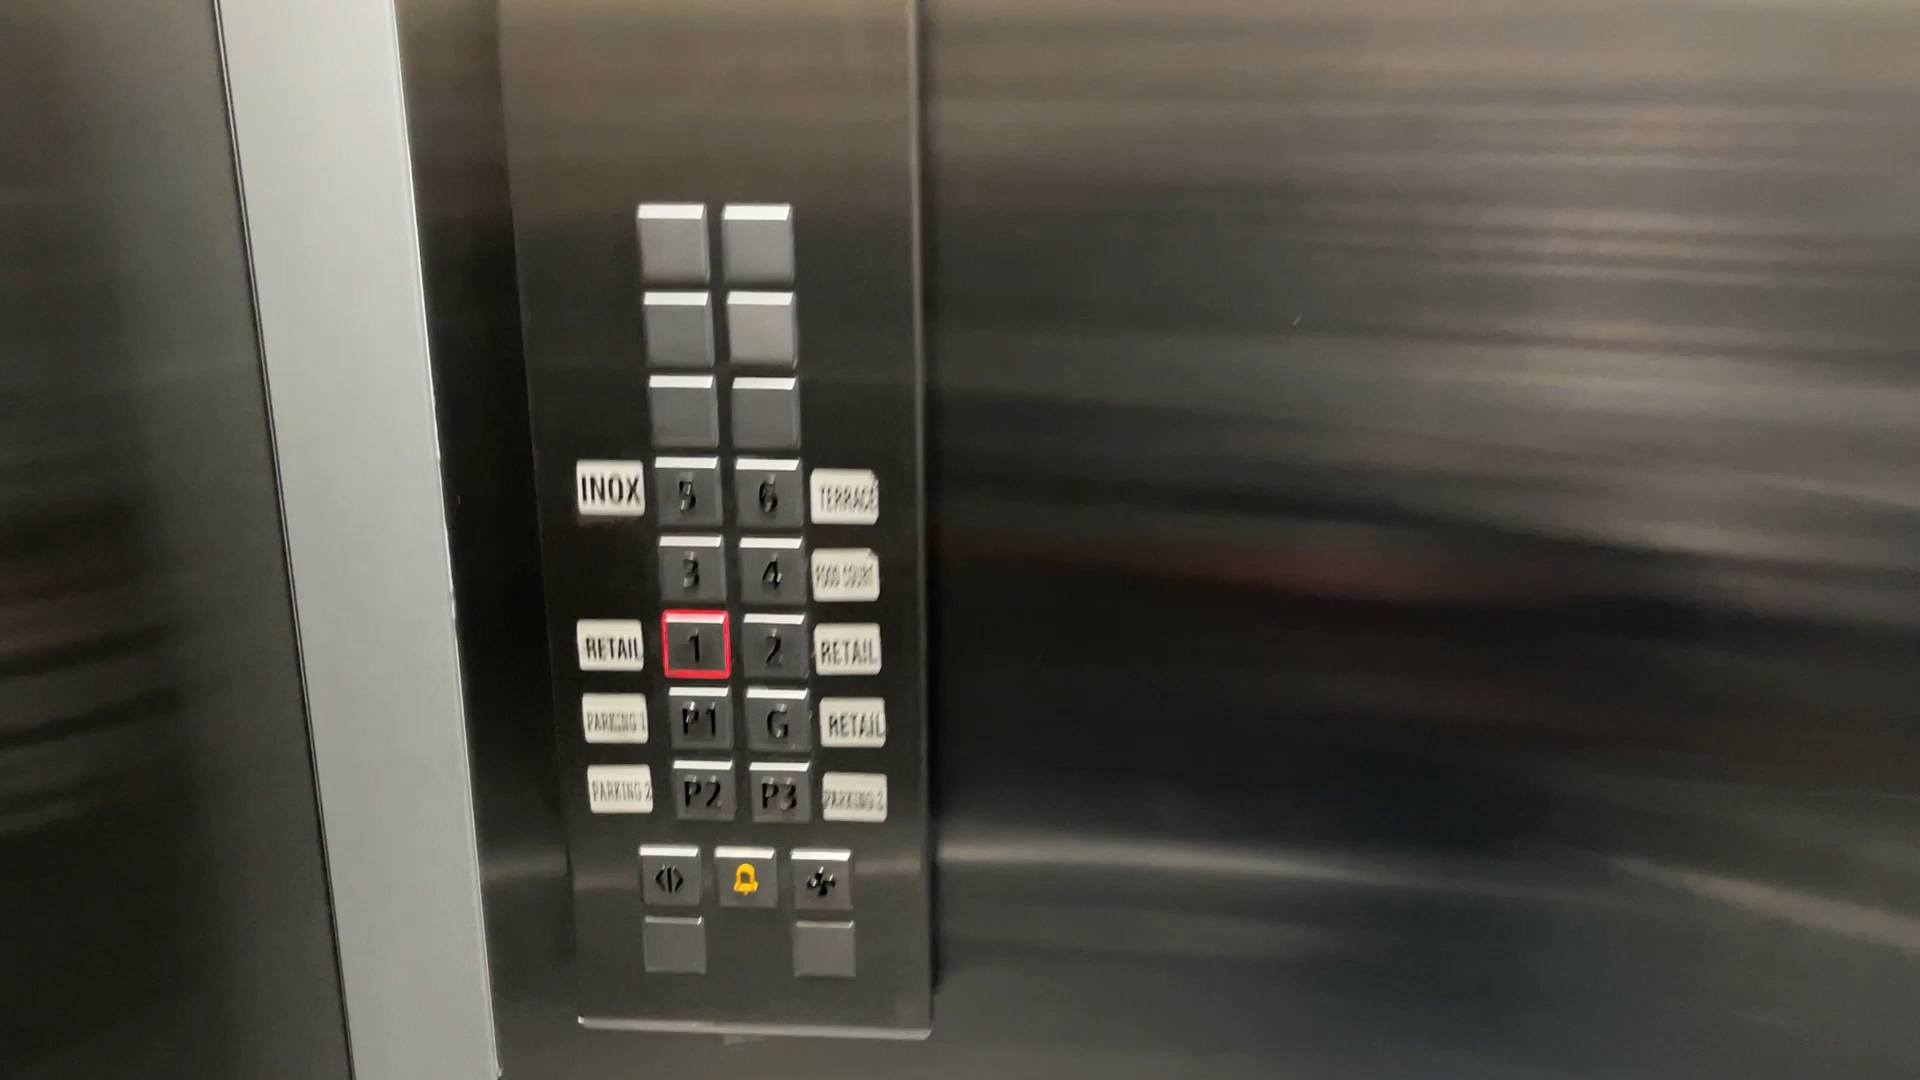 INOX 5 6 TERRACE
3 4 FOOD COURT
RETAIL 1 2 RETAIL
PARKING 1 P1 G RETAIL
PARKING 2 P2 P3 PARKING 3